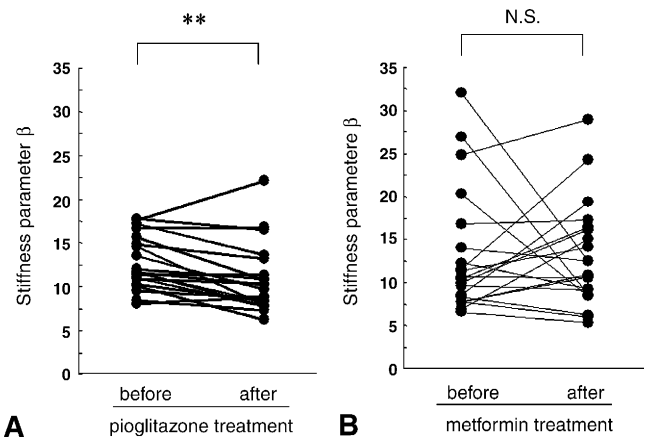 **
Stiffness parameter β
35
30
25
20
15
10
5
0
before after
pioglitazone treatment
A
N.S.
Stiffness parametere β
35
30
25
20
15
10
5
0
before after
metformin treatment
B